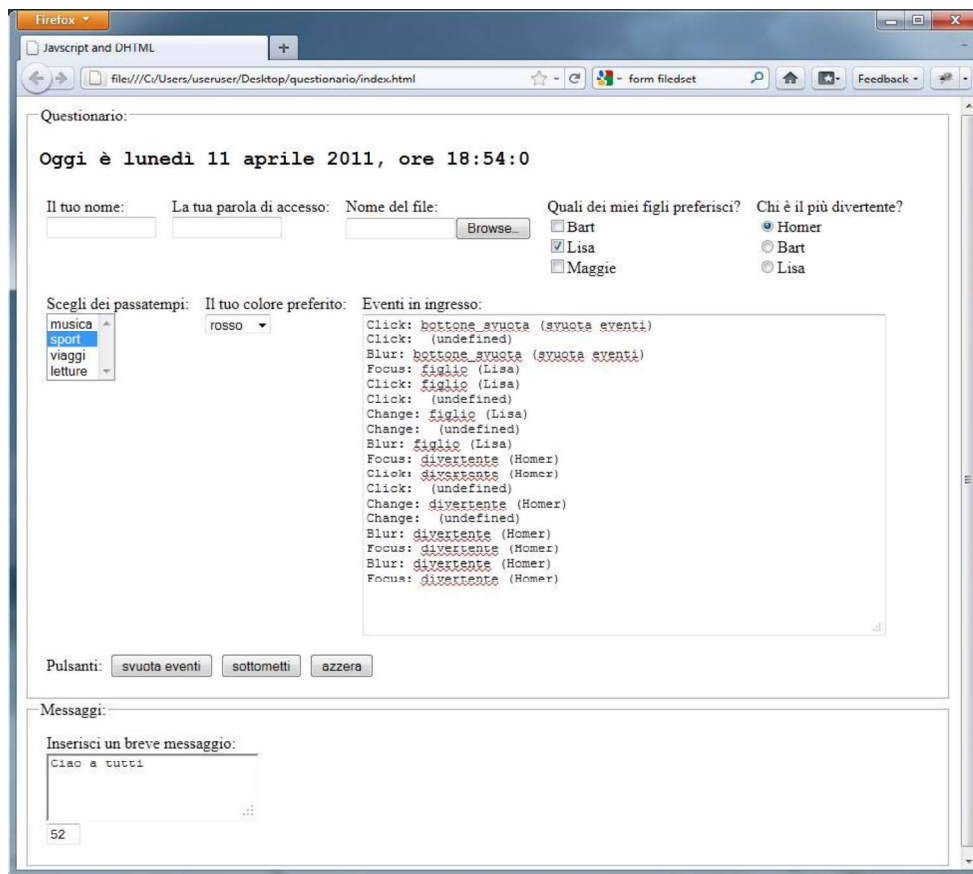 Firefox
Javscript and DHTML
file:///C:/Users/useruser/Desktop/questionario/index.html
form filedset
Feedback
Questionario:
Oggi è lunedì 11 aprile 2011, ore 18:54:0
Il tuo nome: La tua parola di accesso: Nome del file: Quali dei miei figli preferisci? Chi è il più divertente?
Browse... Bart Homer
Lisa Bart
Maggie Lisa
Scegli dei passatempi: Il tuo colore preferito: Eventi in ingresso:
musica rosso
sport
viaggi
letture
Click: bottone_svuota (svuota eventi)
Click: (undefined)
Blur: bottone_svuota (svuota eventi)
Focus: figlio (Lisa)
Click: figlio (Lisa)
Click: (undefined)
Change: figlio (Lisa)
Change: (undefined)
Blur: figlio (Lisa)
Focus: divertente (Homer)
Click: divertente (Homer)
Click: (undefined)
Change: divertente (Homer)
Change: (undefined)
Blur: divertente (Homer)
Focus: divertente (Homer)
Blur: divertente (Homer)
Focus: divertente (Homer)
Pulsanti: svuota eventi sottometti azzera
Messaggi:
Inserisci un breve messaggio:
Ciao a tutti
52